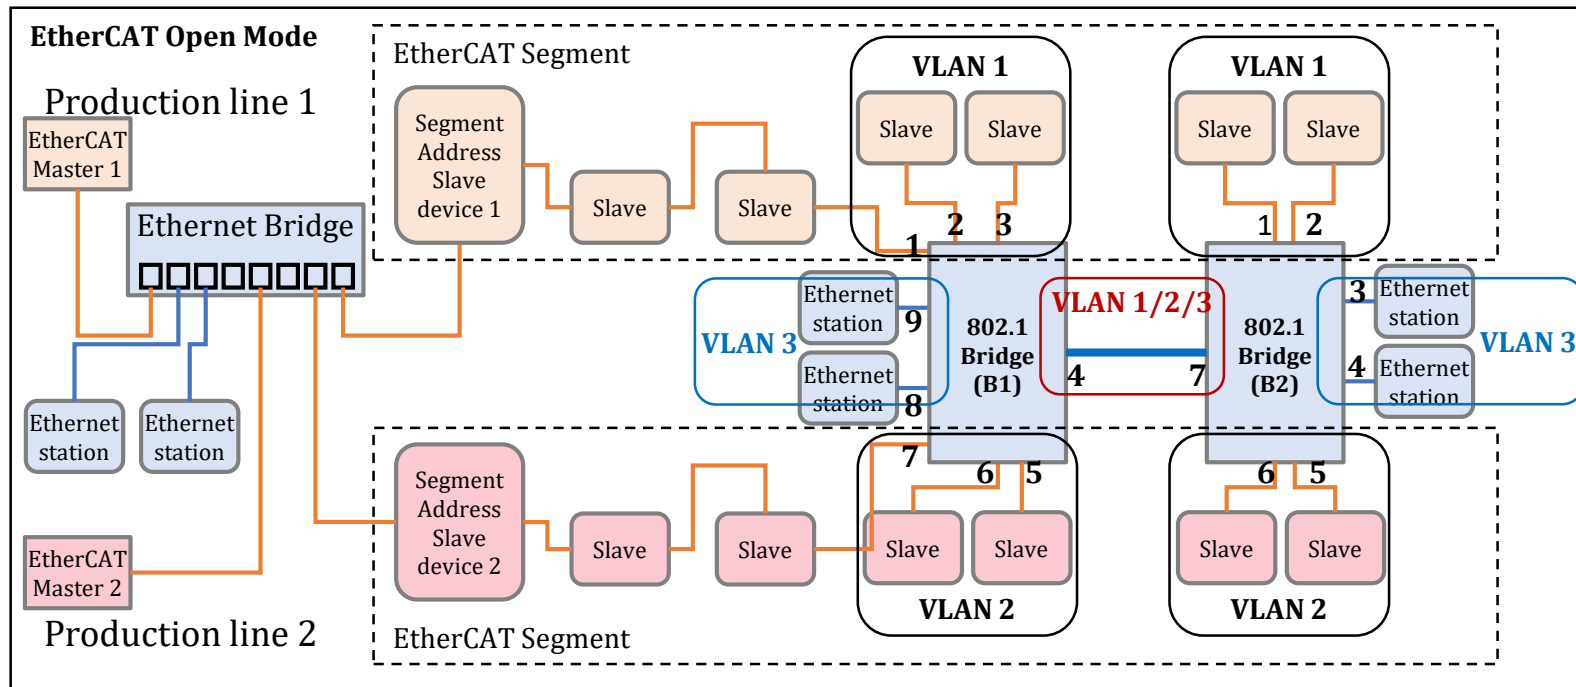 EtherCAT Open Mode
Production line 1
EtherCAT
Master 1
Ethernet Bridge
Ethernet
station
Ethernet
station
EtherCAT
Master 2
Production line 2
EtherCAT Segment
Segment
Address
Slave
device 1
Slave
Slave
VLAN 1
Slave
Slave
1
2
3
VLAN 1
Slave
Slave
1
2
Ethernet
station
9
VLAN 3
Ethernet
station
8
802.1
Bridge
(B1)
VLAN 1/2/3
4
7
802.1
Bridge
(B2)
3
Ethernet
station
VLAN 3
4
Ethernet
station
Segment
Address
Slave
device 2
Slave
Slave
7
6
5
Slave
Slave
VLAN 2
6
5
Slave
Slave
VLAN 2
EtherCAT Segment